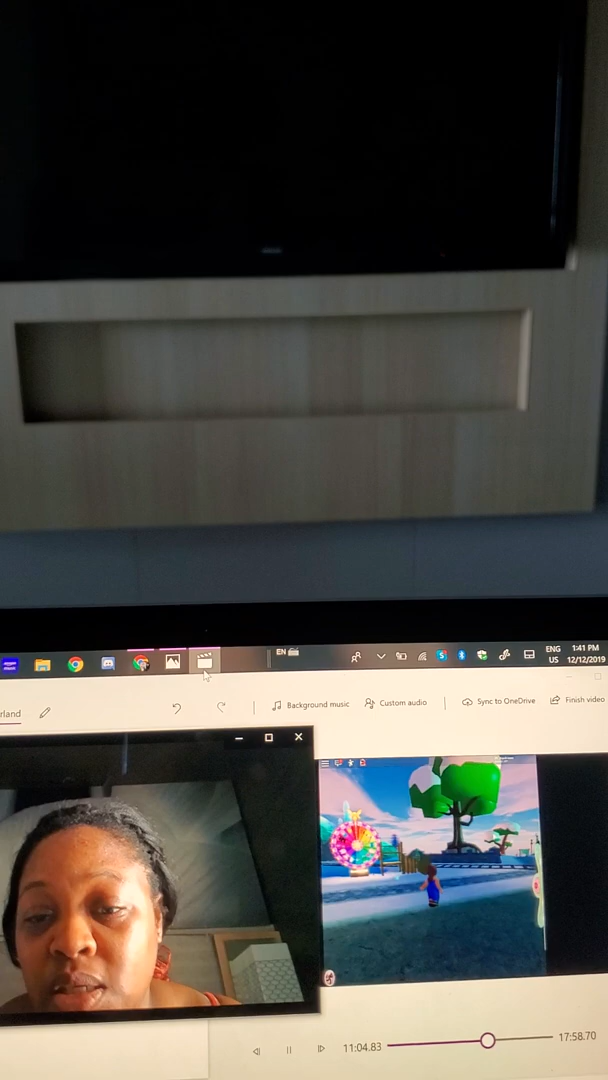 EN
ENG
US
1:41 PM
12/12/2019
rland
Background music
Custom audio
Sync to OneDrive
Finish video
11:04.83
17:58.70